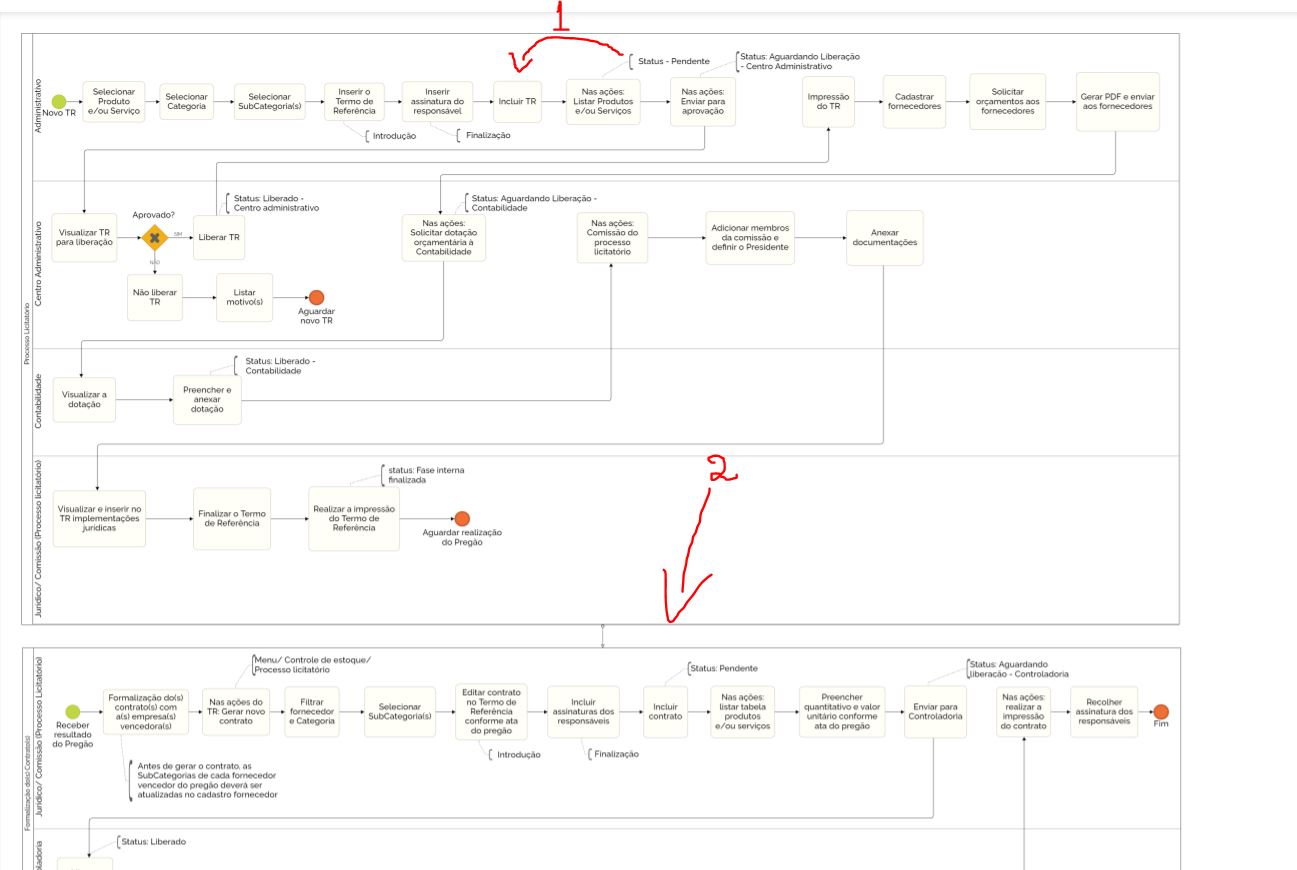 1
Processo Licitatório
Administrativo
Novo TR
Selecionar
Produto
e/ou Serviço
Selecionar
Categoria
Selecionar
SubCategoria(s)
Inserir o
Termo de
Referência
Introdução
Inserir
assinatura do
responsável
Finalização
Incluir TR
Nas ações:
Listar Produtos
e/ou Serviços
Status - Pendente
Nas ações:
Enviar para
aprovação
Status: Aguardando Liberação
- Centro Administrativo
Impressão
do TR
Cadastrar
fornecedores
Solicitar
orçamentos aos
fornecedores
Gerar PDF e enviar
aos fornecedores
Centro Administrativo
Visualizar TR
para liberação
Aprovado?
SIM
NÃO
Liberar TR
Status: Liberado -
Centro administrativo
Não liberar
TR
Listar
motivo(s)
Aguardar
novo TR
Nas ações:
Solicitar dotação
orçamentária à
Contabilidade
Status: Aguardando Liberação -
Contabilidade
Nas ações:
Comissão do
processo
licitatório
Adicionar membros
da comissão e
definir o Presidente
Anexar
documentações
Contabilidade
Visualizar a
dotação
Preencher e
anexar
dotação
Status: Liberado -
Contabilidade
Jurídico/ Comissão (Processo licitatório)
Visualizar e inserir no
TR implementações
jurídicas
Finalizar o Termo
de Referência
Realizar a impressão
do Termo de
Referência
status: Fase interna
finalizada
Aguardar realização
do Pregão
2
Formalização do(s) Contrato(s)
Jurídico/ Comissão (Processo Licitatório)
Receber
resultado
do Pregão
Formalização do(s)
contrato(s) com
a(s) empresa(s)
vencedora(s)
Antes de gerar o contrato, as
SubCategorias de cada fornecedor
vencedor do pregão deverá ser
atualizadas no cadastro fornecedor
Nas ações do
TR: Gerar novo
contrato
Menu/ Controle de estoque/
Processo licitatório
Filtrar
fornecedor
e Categoria
Selecionar
SubCategoria(s)
Editar contrato
no Termo de
Referência
conforme ata
do pregão
Introdução
Incluir
assinaturas dos
responsáveis
Finalização
Incluir
contrato
Status: Pendente
Nas ações:
listar tabela
produtos
e/ou serviços
Preencher
quantitativo e valor
unitário conforme
ata do pregão
Enviar para
Controladoria
Status: Aguardando
liberação - Controladoria
Nas ações:
realizar a
impressão
do contrato
Recolher
assinatura dos
responsáveis
Fim
oladoria
Status: Liberado